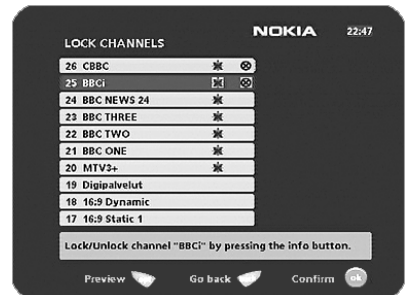 NOKIA 22:47
LOCK CHANNELS
26 CBBC
25 BBCi
24 BBC NEWS 24
23 BBC THREE
22 BBC TWO
21 BBC ONE
20 MTV3+
19 Digipalvelut
18 16:9 Dynamic
17 16:9 Static 1
Lock/Unlock channel "BBCi" by pressing the info button.
Preview Go back Confirm ok